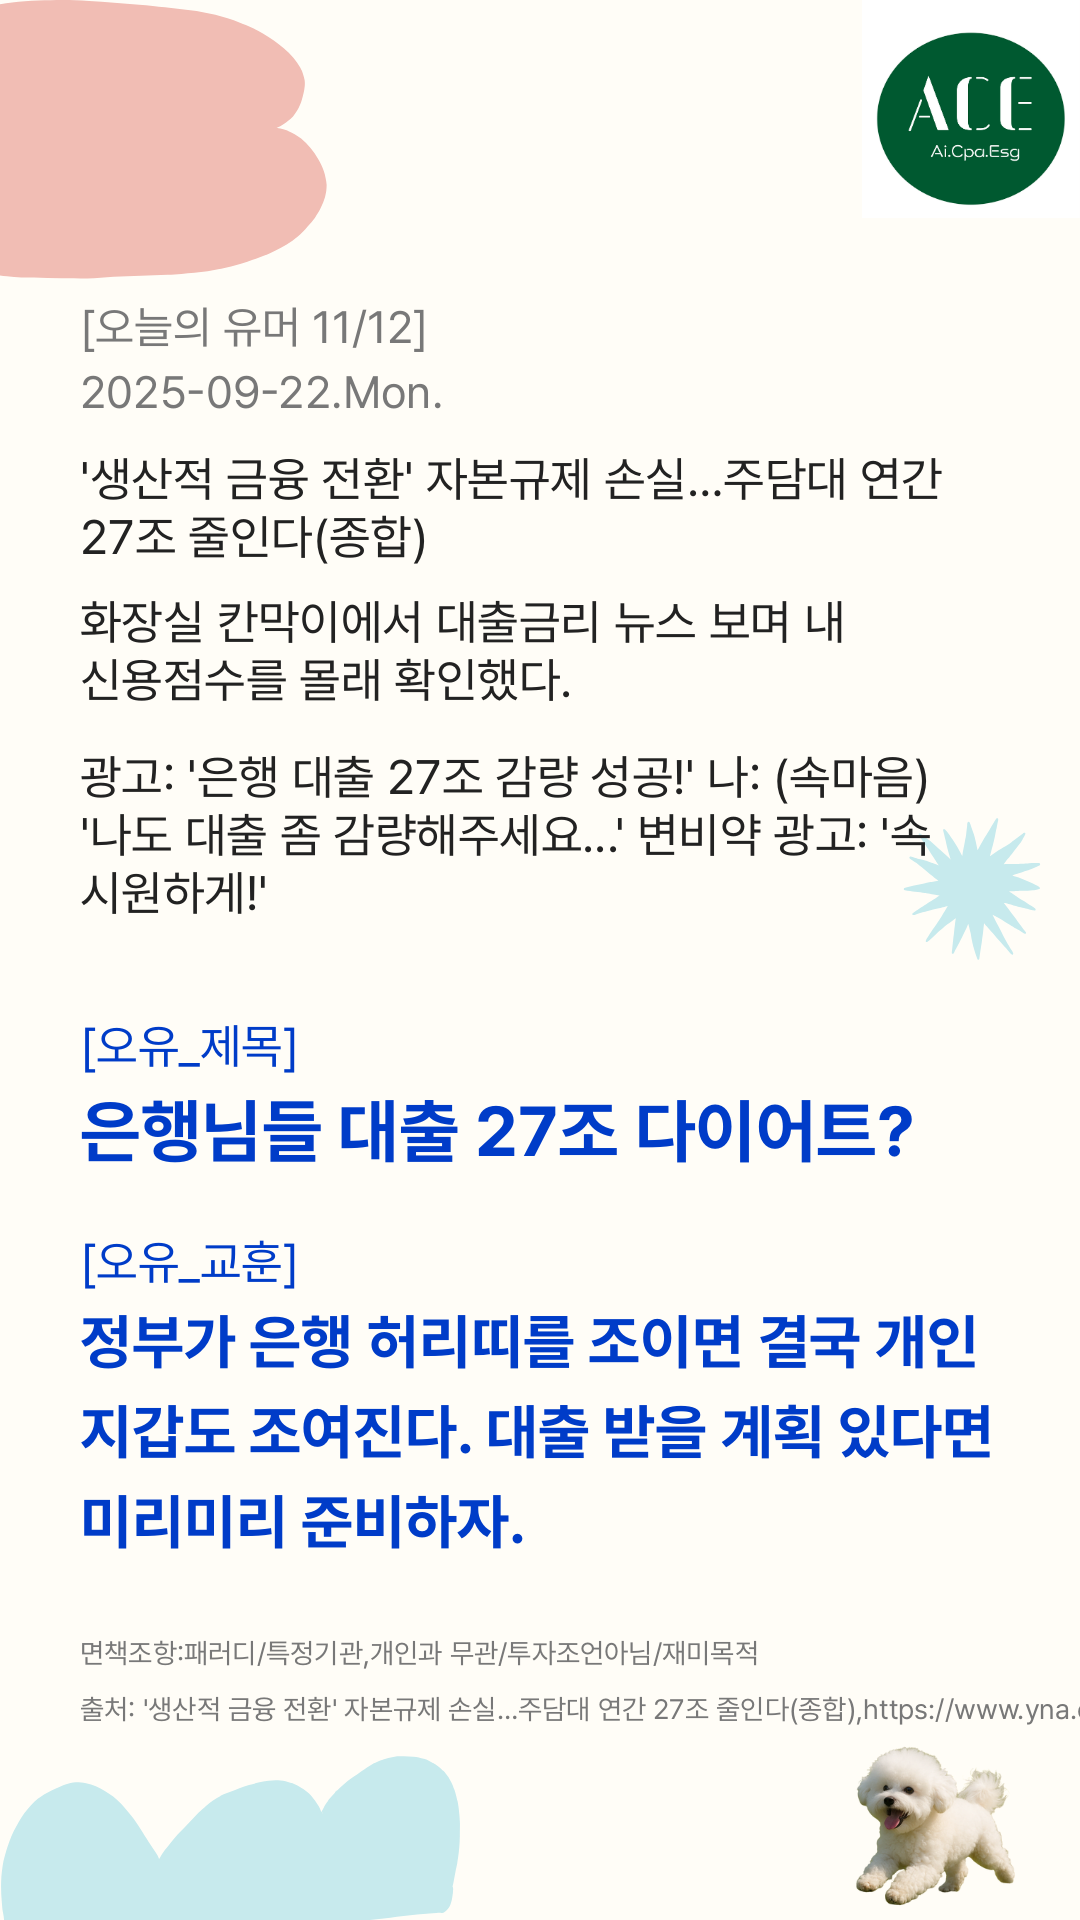 ACE
Ai.Cpa.Esg
[오늘의 유머 11/12]
2025-09-22.Mon.
'생산적 금융 전환' 자본규제 손실...주담대 연간
27조 줄인다(종합)
화장실 칸막이에서 대출금리 뉴스 보며 내
신용점수를 몰래 확인했다.
광고: '은행 대출 27조 감량 성공!' 나: (속마음)
'나도 대출 좀 감량해주세요...' 변비약 광고: '속
시원하게!'
[오유_제목]
은행님들 대출 27조 다이어트?
[오유_교훈]
정부가 은행 허리띠를 조이면 결국 개인
지갑도 조여진다. 대출 받을 계획 있다면
미리미리 준비하자.
면책조항:패러디/특정기관,개인과 무관/투자조언아님/재미목적
출처: '생산적 금융 전환' 자본규제 손실...주담대 연간 27조 줄인다(종합),https://www.yna.c